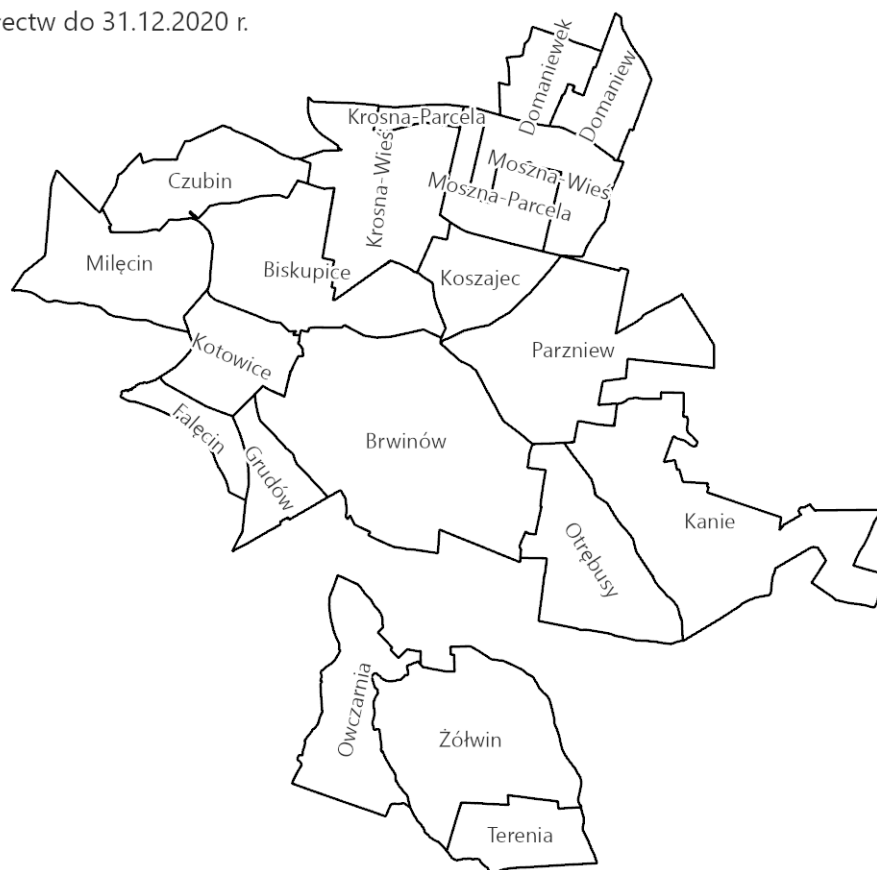 do 31.12.2020 r.
Domaniewek
Domaniew
Krosna-Parcela
Krosna-Wieś
Moszna-Wieś
Moszna-Parcela
Czubin
Milęcin
Biskupice
Koszajec
Parzniew
Kotowice
Falęcin
Grudów
Brwinów
Otrębusy
Kanie
Owczarnia
Żółwin
Terenia